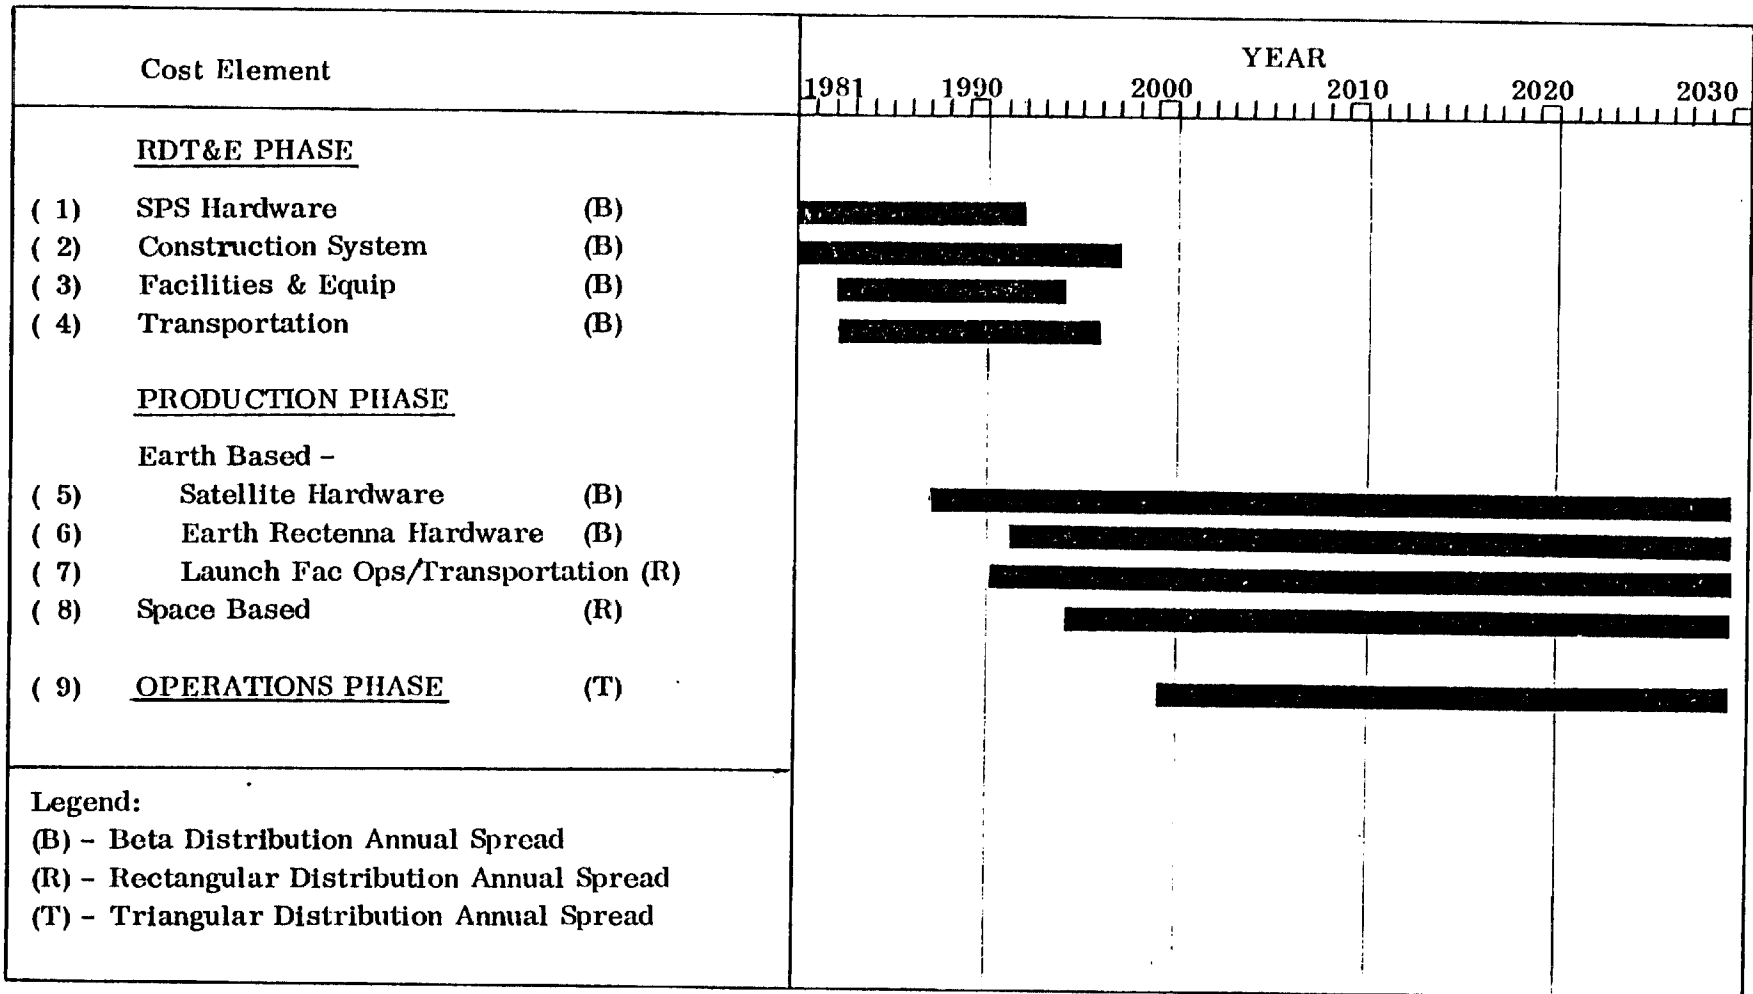 Cost Element
YEAR
1981 1990 2000 2010 2020 2030
RDT&E PHASE
( 1) SPS Hardware (B)
( 2) Construction System (B)
( 3) Facilities & Equip (B)
( 4) Transportation (B)
PRODUCTION PHASE
Earth Based –
( 5) Satellite Hardware (B)
( 6) Earth Rectenna Hardware (B)
( 7) Launch Fac Ops/Transportation (R)
( 8) Space Based (R)
( 9) OPERATIONS PHASE (T)
Legend:
(B) – Beta Distribution Annual Spread
(R) – Rectangular Distribution Annual Spread
(T) – Triangular Distribution Annual Spread